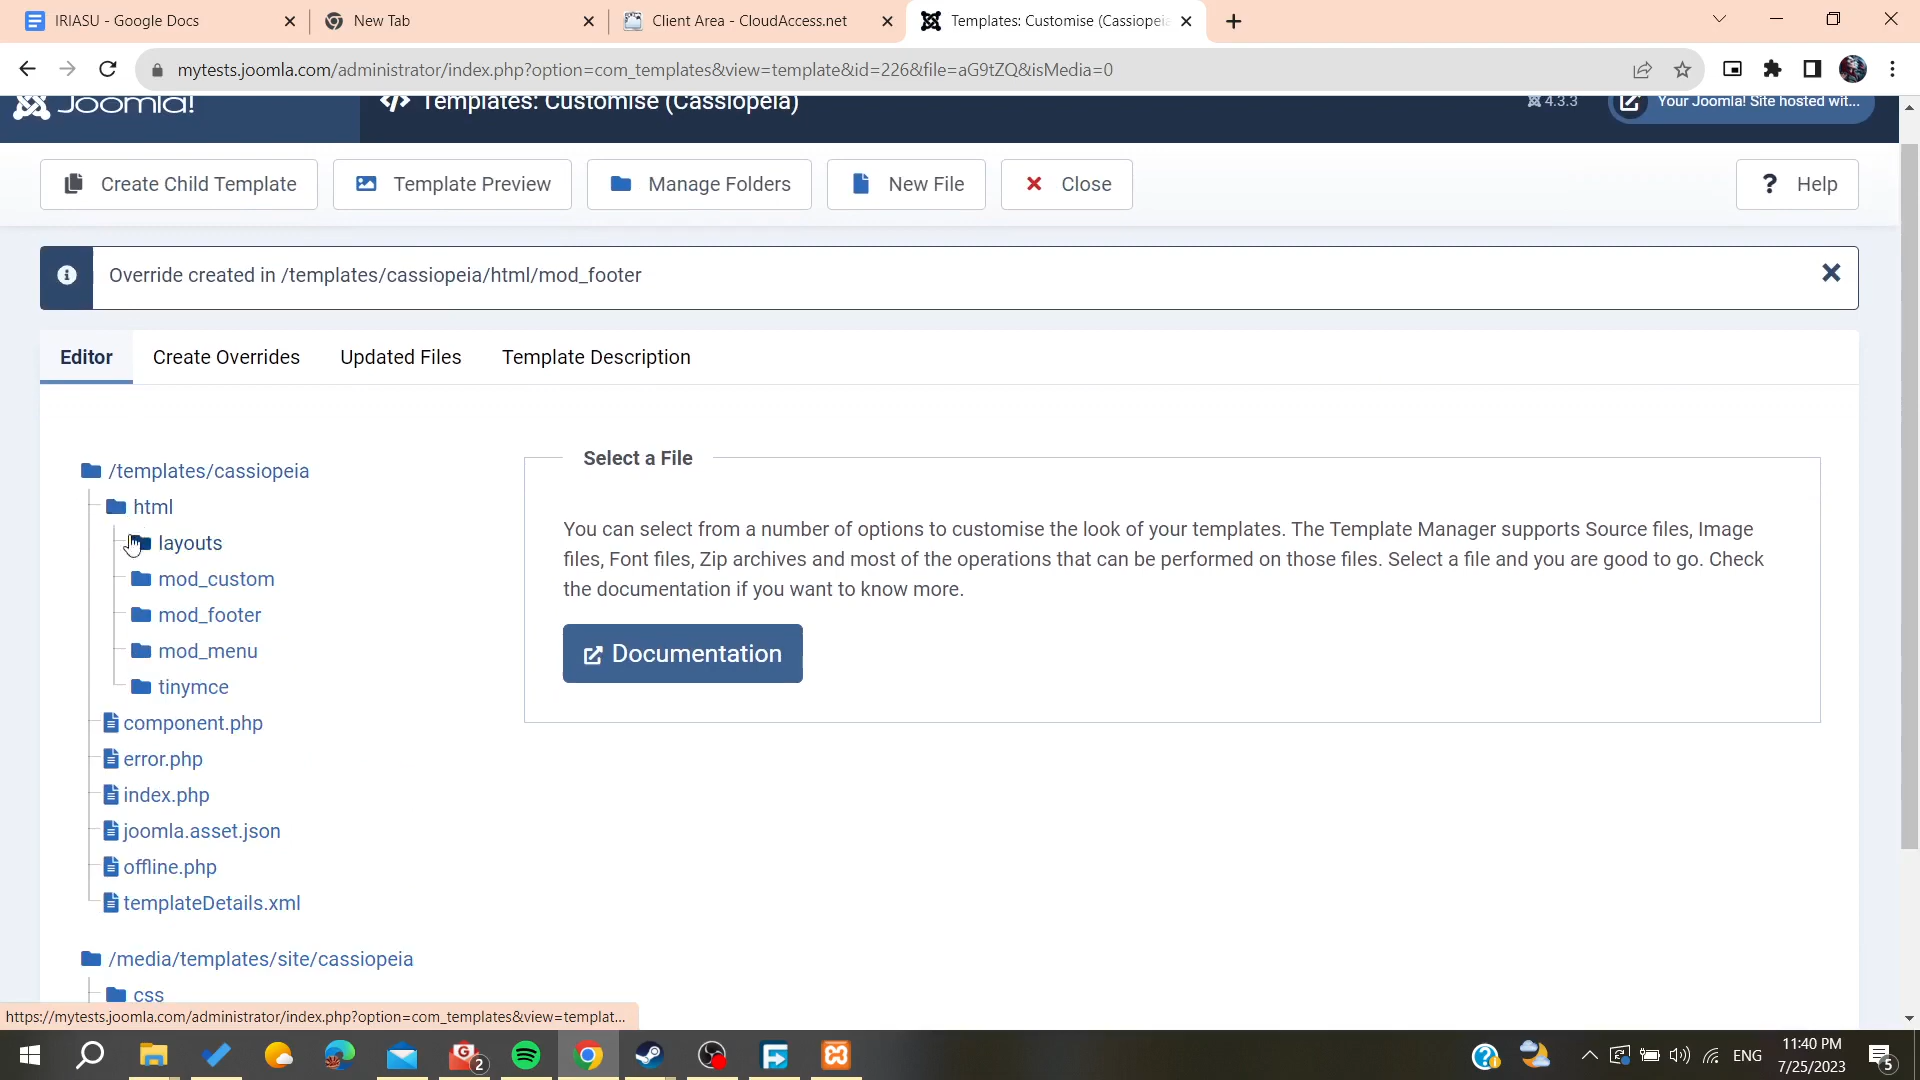 IRIASU - Google Docs
New Tab
Client Area - CloudAccess.net
Templates: Customise (Cassiopeia
mytests.joomla.com/administrator/index.php?option=com_templates&view=template&id=226&file=aG9tZQ&isMedia=0
Joomla!
Templates: Customise (Cassiopeia)
4.3.3
Your Joomla! Site hosted wit...
Create Child Template
Template Preview
Manage Folders
New File
Close
Help
Override created in /templates/cassiopeia/html/mod_footer
Editor
Create Overrides
Updated Files
Template Description
/templates/cassiopeia
html
layouts
mod_custom
mod_footer
mod_menu
tinymce
component.php
error.php
index.php
joomla.asset.json
offline.php
templateDetails.xml
/media/templates/site/cassiopeia
css
Select a File
You can select from a number of options to customise the look of your templates. The Template Manager supports Source files, Image
files, Font files, Zip archives and most of the operations that can be performed on those files. Select a file and you are good to go. Check
the documentation if you want to know more.
Documentation
https://mytests.joomla.com/administrator/index.php?option=com_templates&view=templat...
2
ENG
11:40 PM
7/25/2023
5